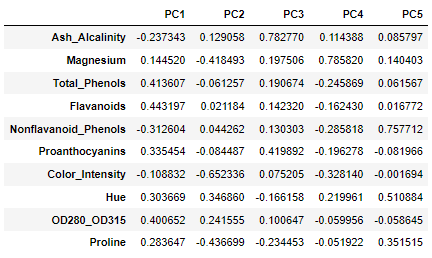 PC1 PC2 PC3 PC4 PC5
Ash_Alcalinity -0.237343 0.129058 0.782770 0.114388 0.085797
Magnesium 0.144520 -0.418493 0.197506 0.785820 0.140403
Total_Phenols 0.413607 -0.061257 0.190674 -0.245869 0.061567
Flavanoids 0.443197 0.021184 0.142320 -0.162430 0.016772
Nonflavanoid_Phenols -0.312604 0.044262 0.130303 -0.285818 0.757712
Proanthocyanins 0.335454 -0.084487 0.419892 -0.196278 -0.081966
Color_Intensity -0.108832 -0.652336 0.075205 -0.328140 -0.001694
Hue 0.303669 0.346860 -0.166158 0.219961 0.510884
OD280_OD315 0.400652 0.241555 0.100647 -0.059956 -0.058645
Proline 0.283647 -0.436699 -0.234453 -0.051922 0.351515